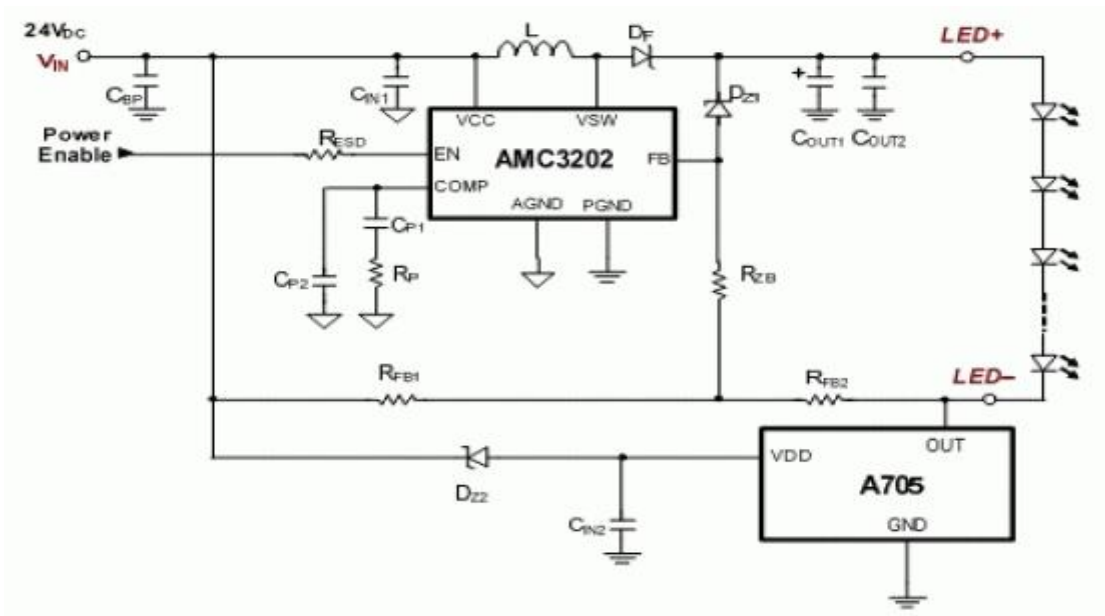 24VDC
VIN
CBP
CIN1
L
DF
DZ1
+
COUT1
COUT2
LED+
Power
Enable
RESD
VCC
VSW
EN
AMC3202
FB
COMP
AGND
PGND
CP1
CP2
RP
RZB
RFB1
RFB2
LED–
DZ2
CIN2
VDD
OUT
A705
GND